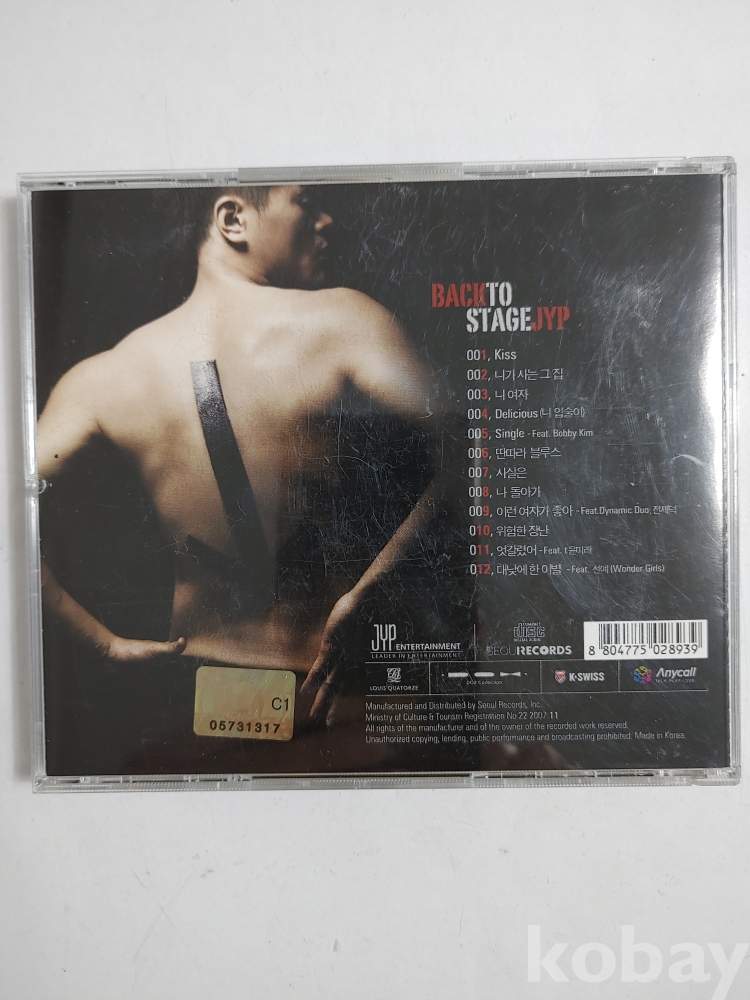 BACKTO
STAGEJYP
001, Kiss
002, 니가 사는 그 집
003, 니 여자
004, Delicious (니 입술이)
005, Single - Feat. Bobby Kim
006, 딴따라 블루스
007, 사실은
008, 나 돌아가
009, 이런 여자가 좋아 - Feat.Dynamic Duo, 전제덕
010, 위험한 장난
011, 엇갈렸어 - Feat. t윤미래
012, 대낮에 한 이별 - Feat. 선예 (Wonder Girls)
JYP ENTERTAINMENT
LEADER IN ENTERTAINMENT
COMPACT
DISC
DIGITAL AUDIO
SEOULRECORDS
8 804775 028939
LOUIS QUATORZE
K·SWISS
Anycall
C1
05731317
Manufactured and Distributed by Seoul Records, Inc.
Ministry of Culture & Tourism Registration No 22 2007. 11
All rights of the manufacturer and of the owner of the recorded work reserved.
Unauthorized copying, lending, public performance and broadcasting prohibited. Made in Korea.
kobay